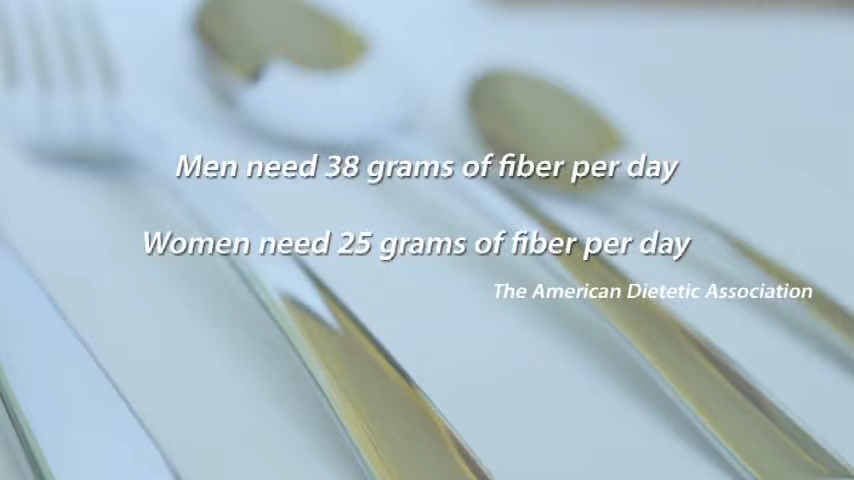 Men need 38 grams of fiber per day
Women need 25 grams of fiber per day
The American Dietetic Association